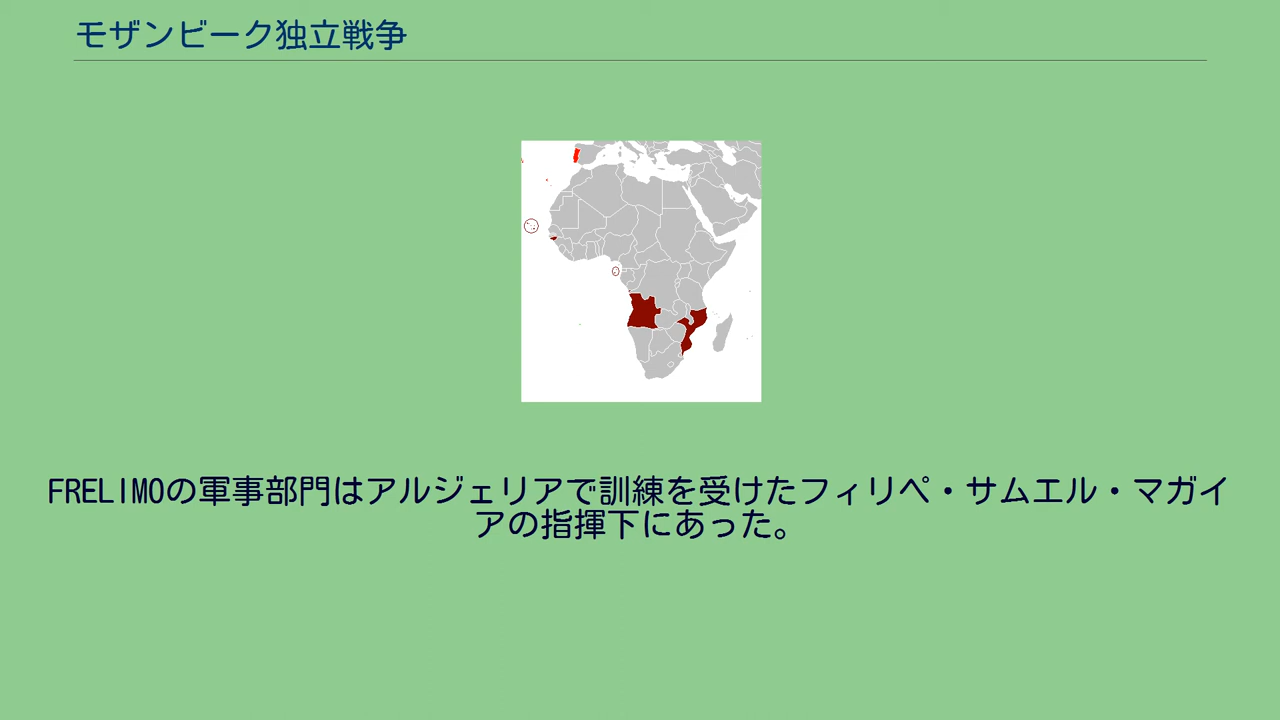 モザンビーク独立戦争
FRELIMOの軍事部門はアルジェリアで訓練を受けたフィリペ・サムエル・マガイ
アの指揮下にあった。